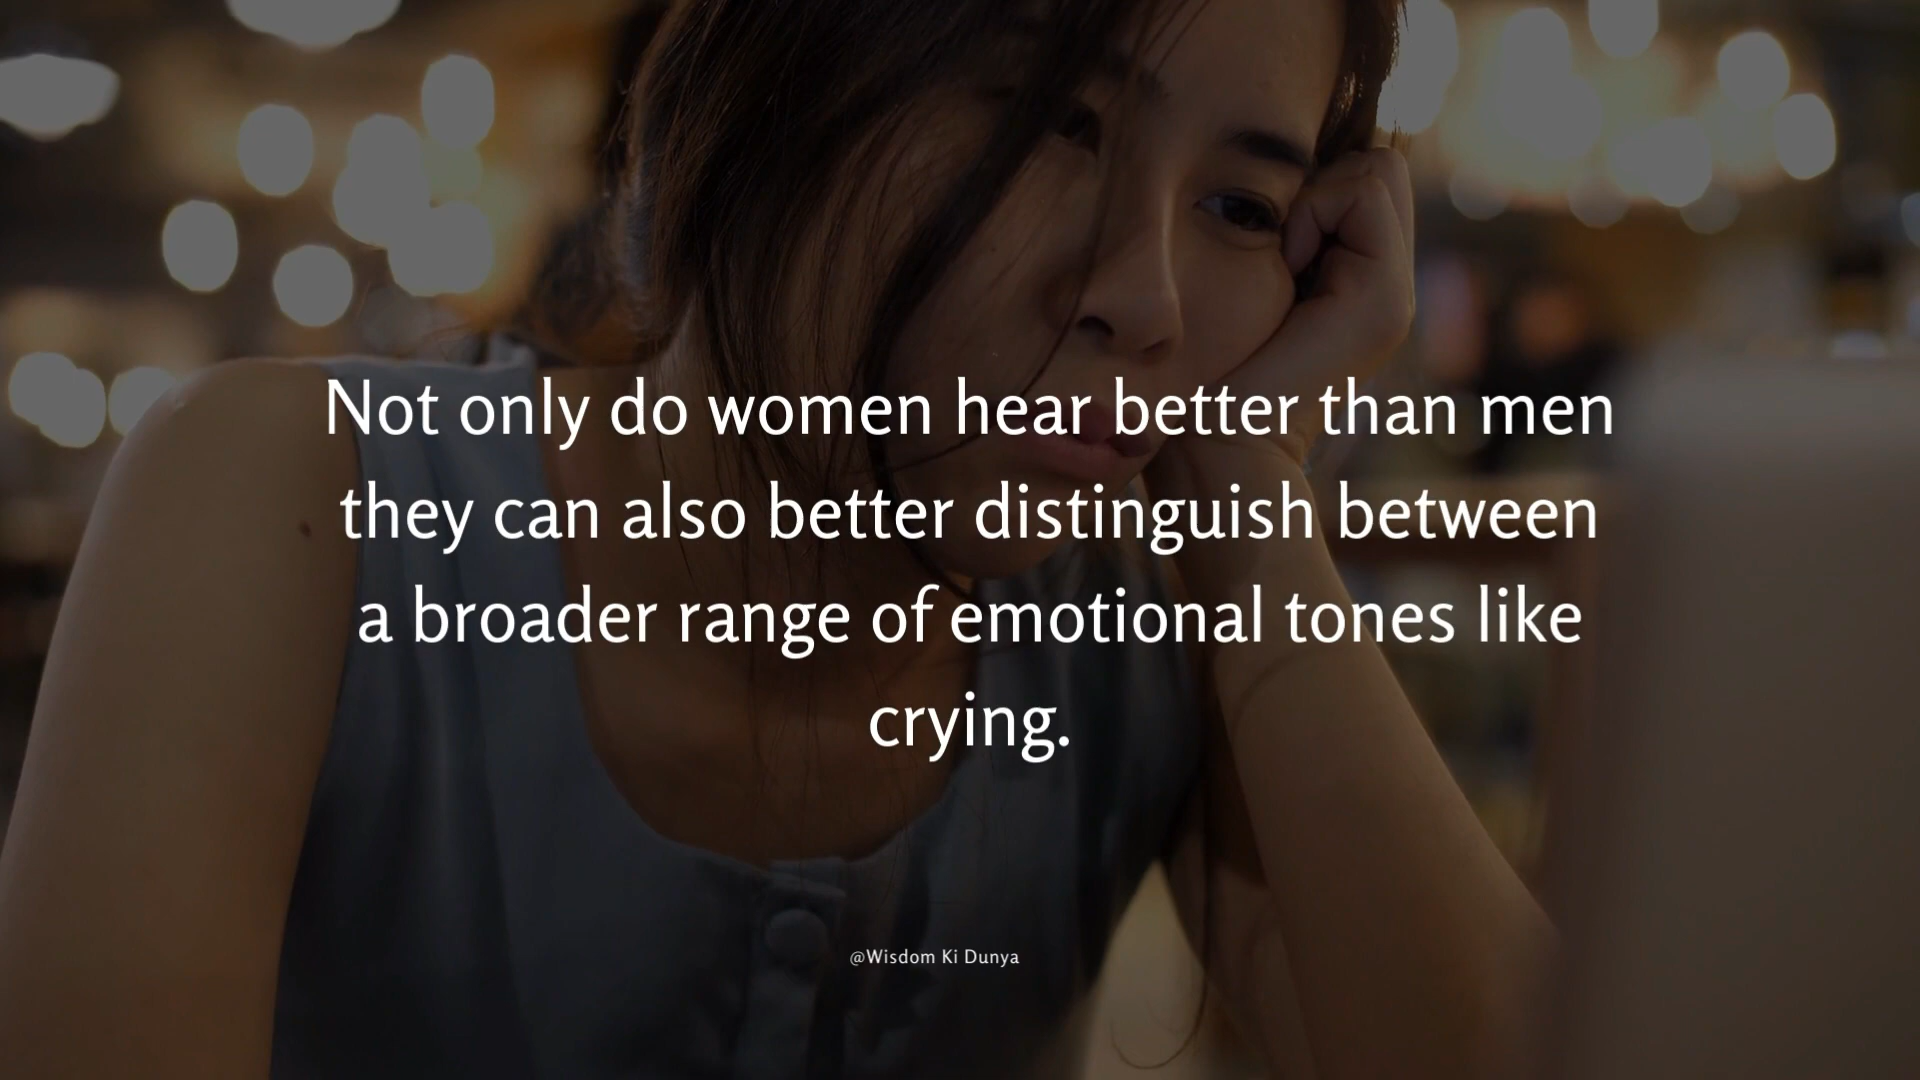 Not only do women hear better than men
they can also better distinguish between
a broader range of emotional tones like
crying.
@Wisdom Ki Dunya